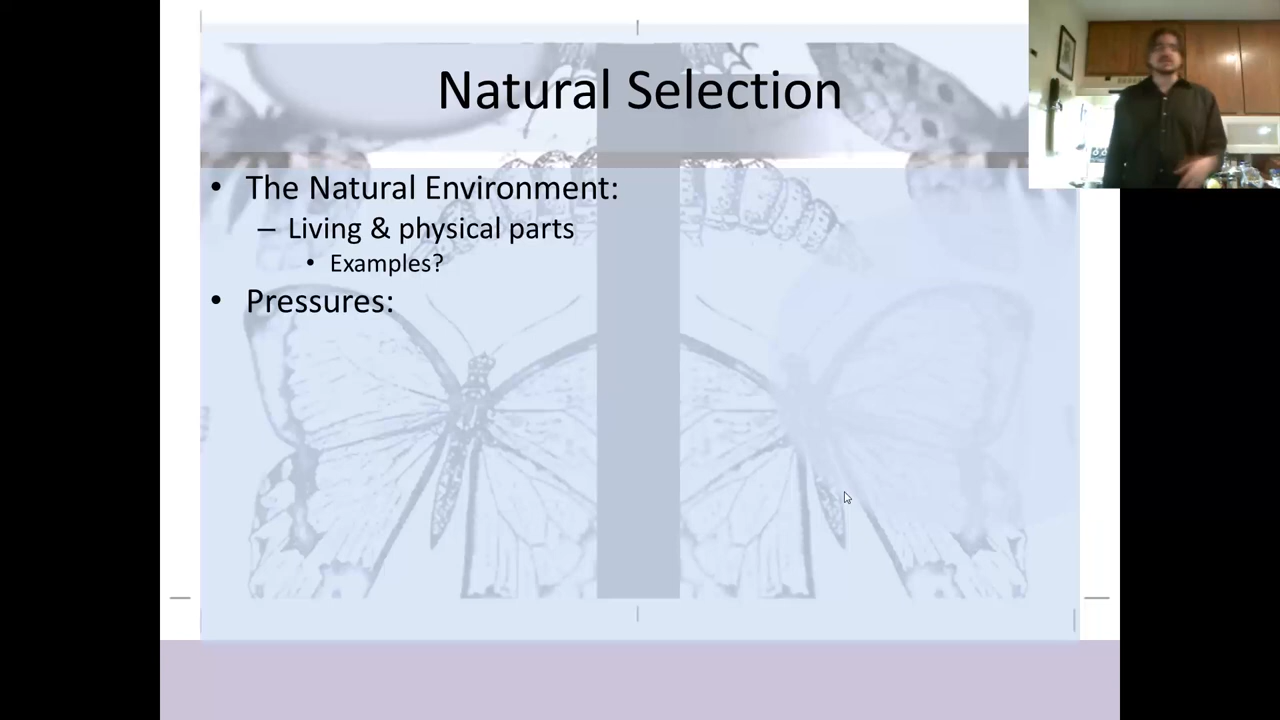 Natural Selection
• The Natural Environment:
– Living & physical parts
• Examples?
• Pressures: